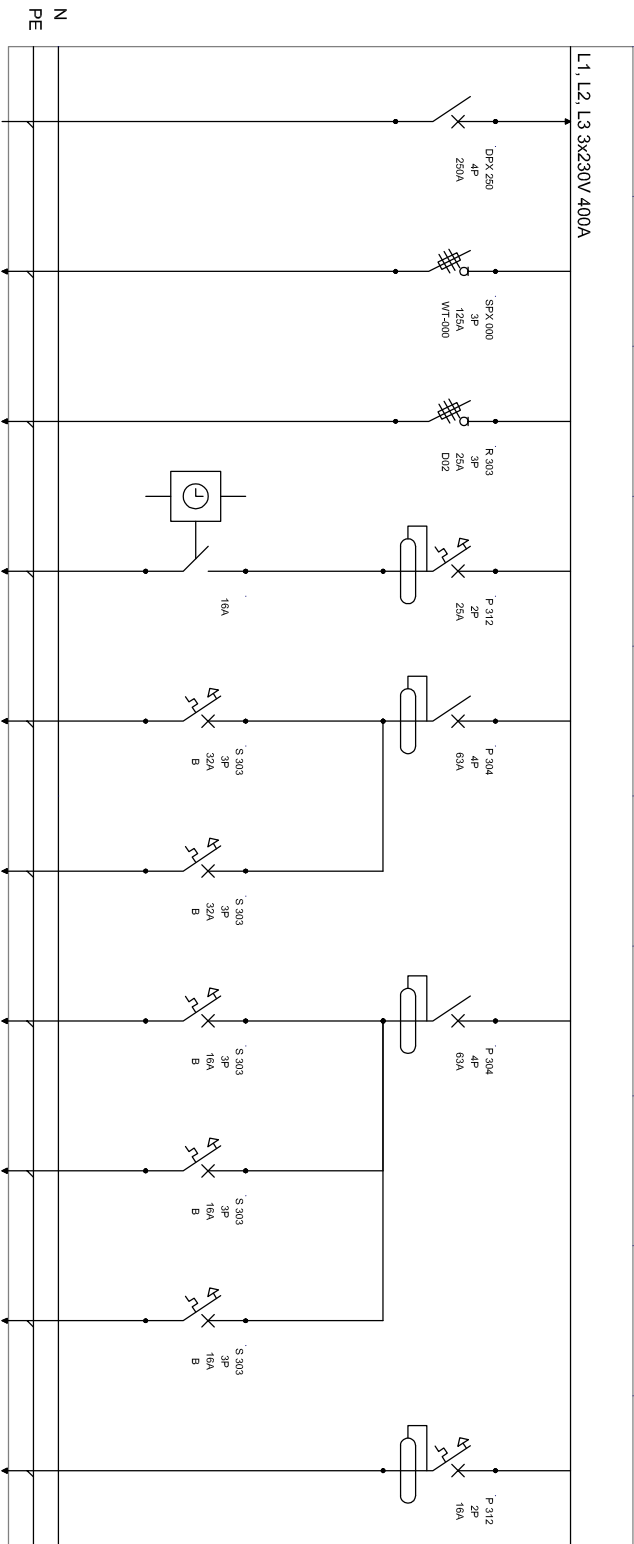 N
PE
L1, L2, L3 3x230V 400A
DPX 250
4P
250A
SPX 000
3P
125A
WT-000
R 303
3P
25A
D02
P 312
2P
25A
16A
P 304
4P
63A
S 303
3P
32A
B
S 303
3P
32A
B
P 304
4P
63A
S 303
3P
16A
B
S 303
3P
16A
B
S 303
3P
16A
B
P 312
2P
16A